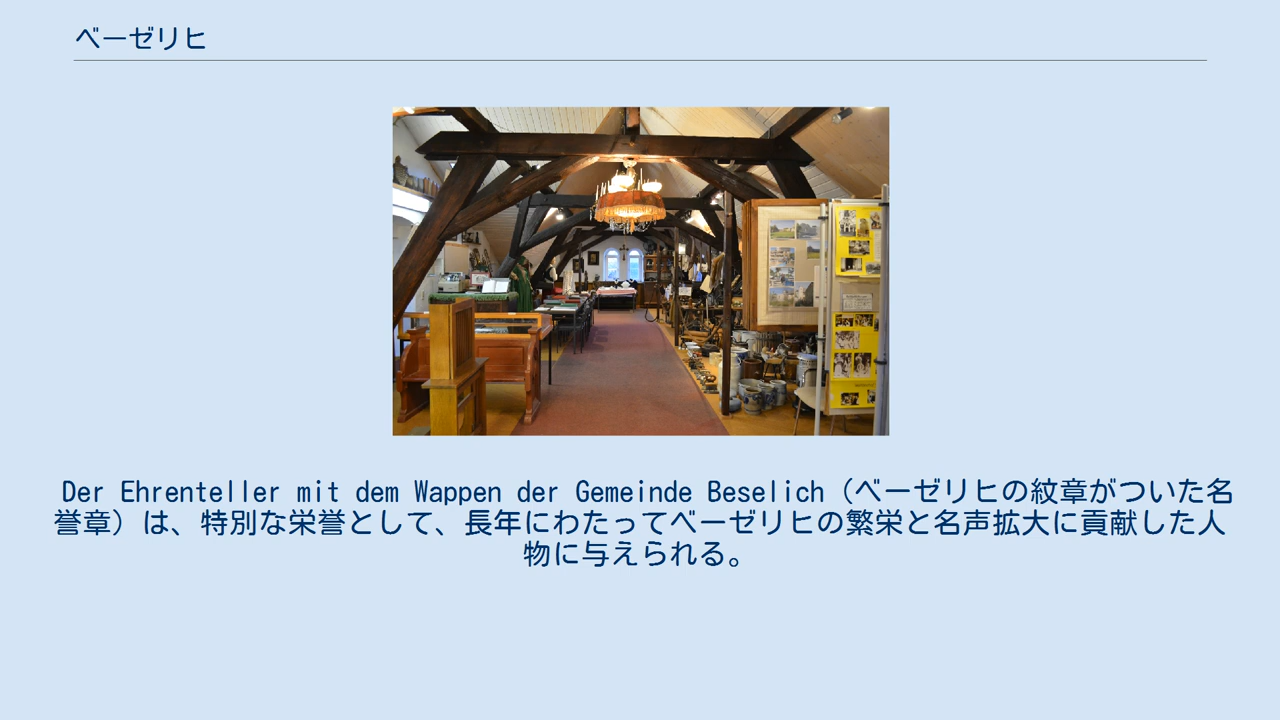 ベーゼリヒ
Der Ehrenteller mit dem Wappen der Gemeinde Beselich（ベーゼリヒの紋章がついた名
誉章）は、特別な栄誉として、長年にわたってベーゼリヒの繁栄と名声拡大に貢献した人
物に与えられる。